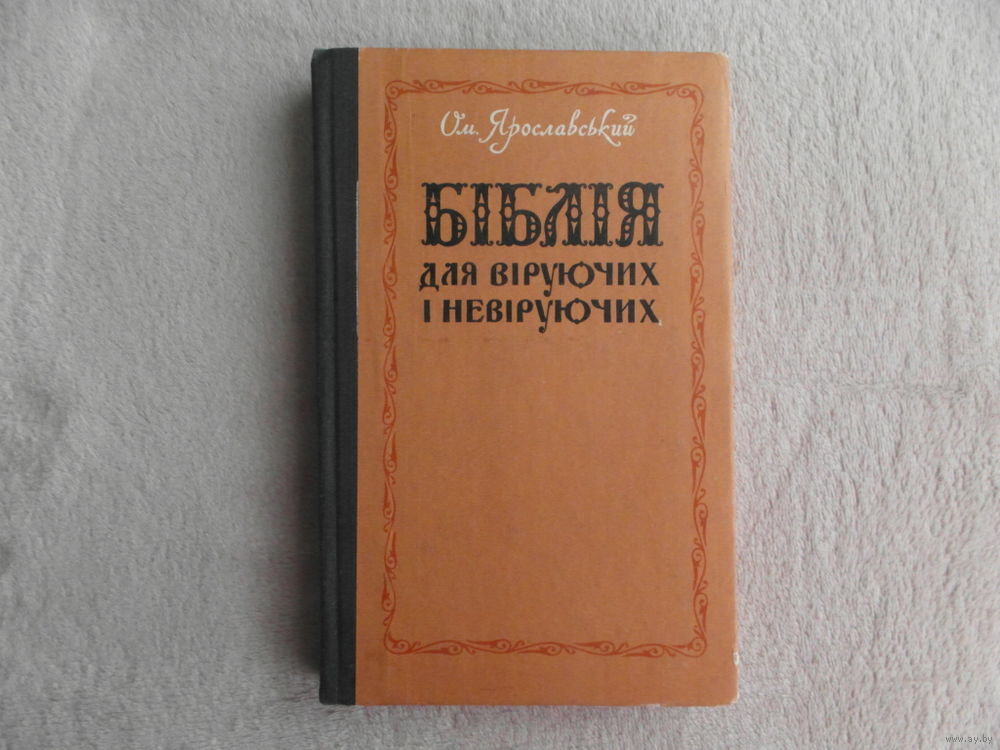 Ом. Ярославський
БІБЛІЯ
ДЛЯ ВІРУЮЧИХ
І НЕВІРУЮЧИХ
www.ay.by